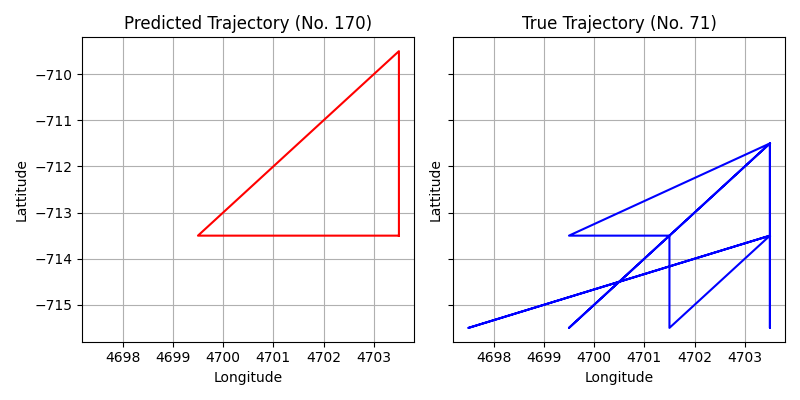 Predicted Trajectory (No. 170)
True Trajectory (No. 71)
Lattitude
−710
−711
−712
−713
−714
−715
4698 4699 4700 4701 4702 4703
Longitude
Lattitude
4698 4699 4700 4701 4702 4703
Longitude